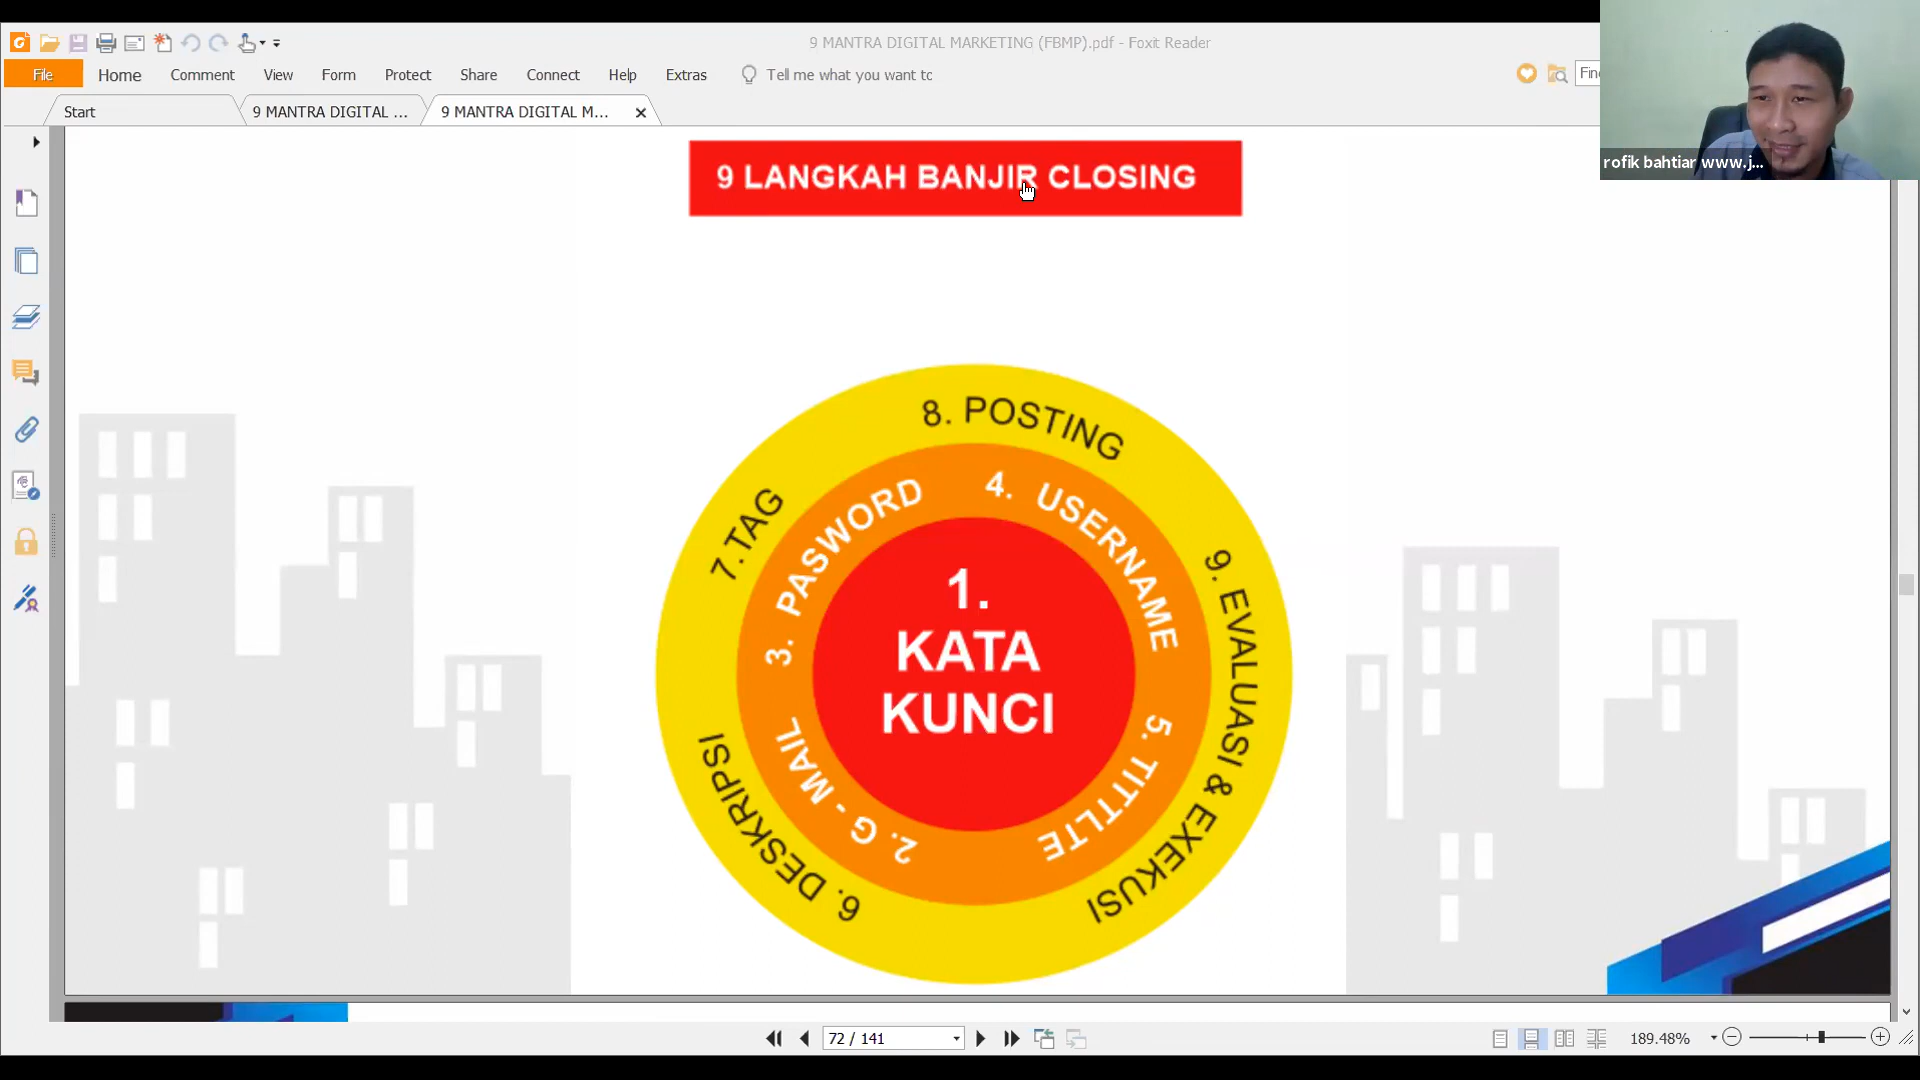 9 MANTRA DIGITAL MARKETING (FBMP).pdf - Foxit Reader
File Home Comment View Form Protect Share Connect Help Extras Tell me what you want to
Start 9 MANTRA DIGITAL ... 9 MANTRA DIGITAL M...
rofik bahtiar www.j...
9 LANGKAH BANJIR CLOSING
1.
KATA
KUNCI
2. G - MAIL
3. PASWORD
4. USERNAME
5. TITTLTE
6. DESKRIPSI
7.TAG
8. POSTING
9. EVALUASI & EXEKUSI
72 / 141
189.48%